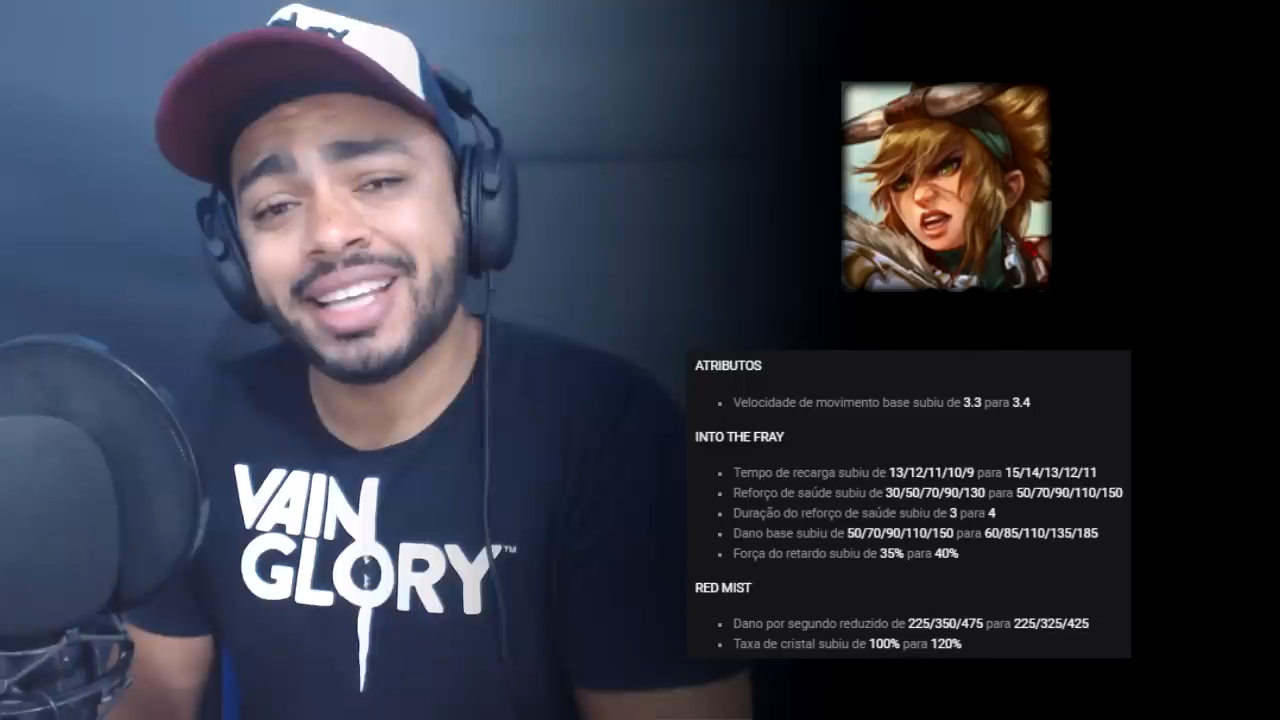 VAIN
GLORY™
ATRIBUTOS
Velocidade de movimento base subiu de 3.3 para 3.4
INTO THE FRAY
Tempo de recarga subiu de 13/12/11/10/9 para 15/14/13/12/11
Reforço de saúde subiu de 30/50/70/90/130 para 50/70/90/110/150
Duração do reforço de saúde subiu de 3 para 4
Dano base subiu de 50/70/90/110/150 para 60/85/110/135/185
Força do retardo subiu de 35% para 40%
RED MIST
Dano por segundo reduzido de 225/350/475 para 225/325/425
Taxa de cristal subiu de 100% para 120%